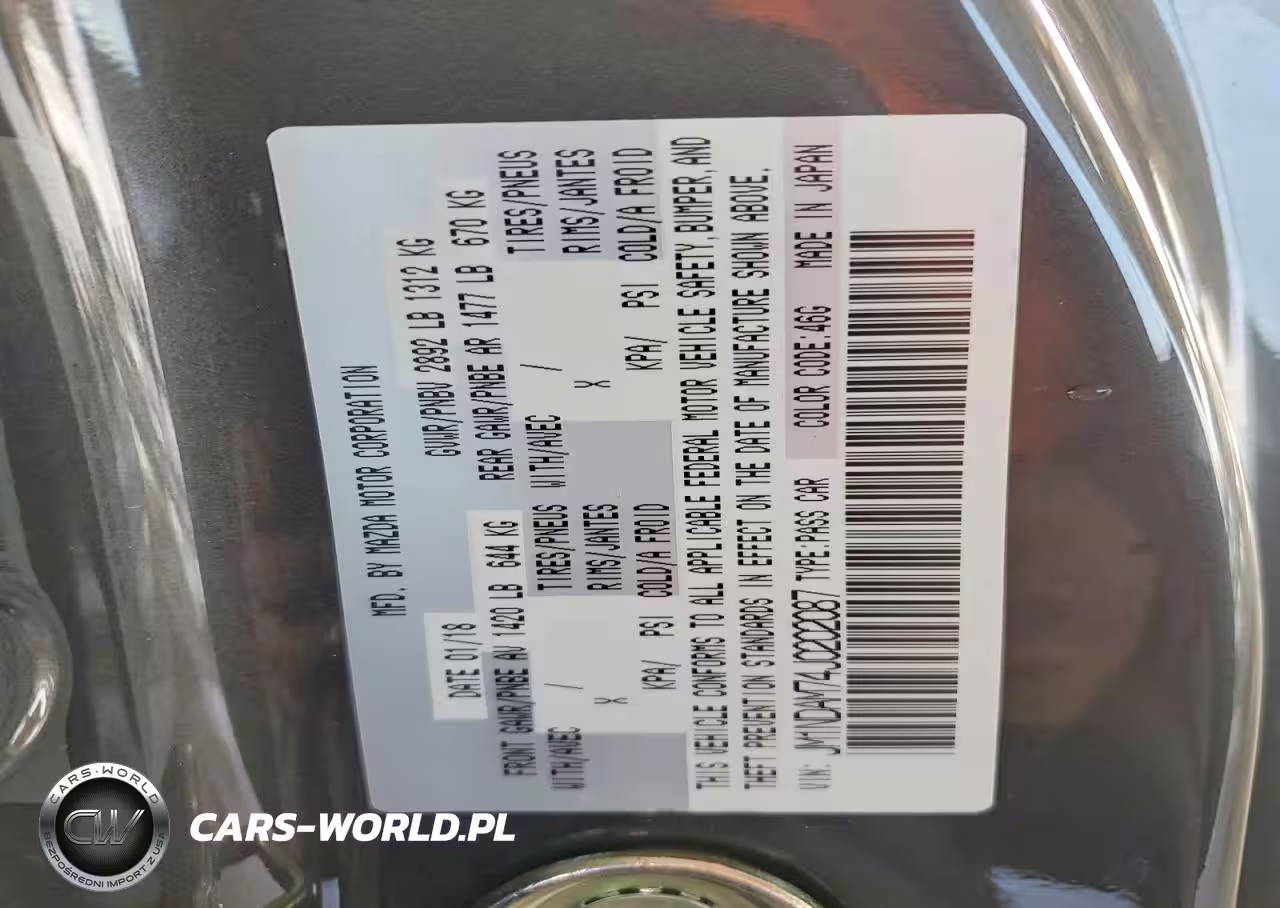 MFD. BY MAZDA MOTOR CORPORATION
DATE 01/18 GVWR/PNBV 2892 LB 1312 KG
FRONT GAWR/PNBE AV 1420 LB 644 KG REAR GAWR/PNBE AR 1477 LB 670 KG
WITH/AVEC / TIRES/PNEUS WITH/AVEC / TIRES/PNEUS
X RIMS/JANTES X RIMS/JANTES
KPA/ PSI COLD/A FROID KPA/ PSI COLD/A FROID
THIS VEHICLE CONFORMS TO ALL APPLICABLE FEDERAL MOTOR VEHICLE SAFETY, BUMPER, AND
THEFT PREVENTION STANDARDS IN EFFECT ON THE DATE OF MANUFACTURE SHOWN ABOVE.
VIN: JM1NDAM74J0202087 TYPE:PASS CAR COLOR CODE:46G MADE IN JAPAN
CARS-WORLD
CW
BEZPOŚREDNI IMPORT Z USA
CARS-WORLD.PL